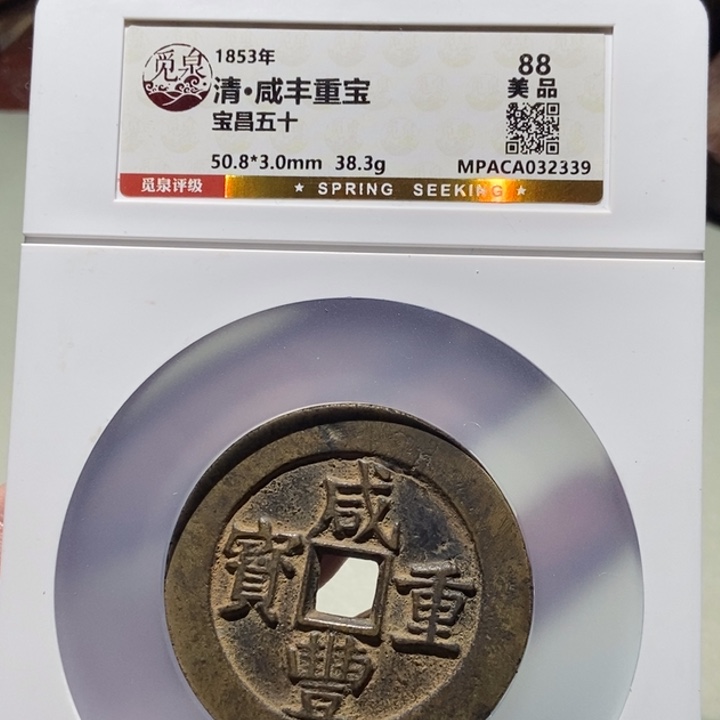 觅泉
1853年
清·咸丰重宝
宝昌五十
50.8*3.0mm 38.3g
88
美品
MPACA032339
觅泉评级
★ SPRING SEEKING ★
咸
寳 重
豐